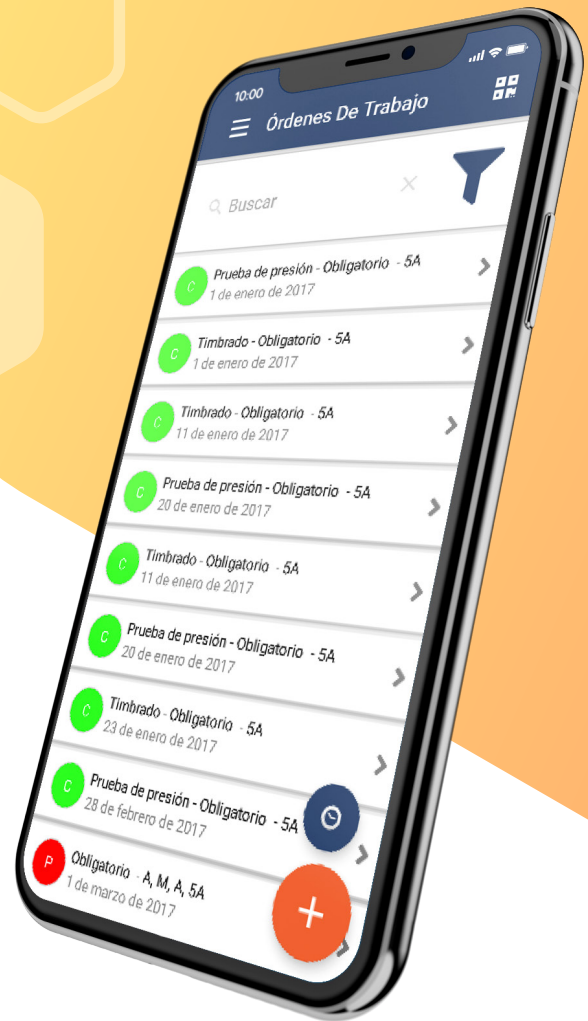 10:00
Órdenes De Trabajo
Buscar
C
Prueba de presión - Obligatorio - 5A
1 de enero de 2017
C
Timbrado - Obligatorio - 5A
1 de enero de 2017
C
Timbrado - Obligatorio - 5A
11 de enero de 2017
C
Prueba de presión - Obligatorio - 5A
20 de enero de 2017
C
Timbrado - Obligatorio - 5A
11 de enero de 2017
C
Prueba de presión - Obligatorio - 5A
20 de enero de 2017
C
Timbrado - Obligatorio - 5A
23 de enero de 2017
C
Prueba de presión - Obligatorio - 5A
28 de febrero de 2017
P
Obligatorio - A, M, A, 5A
1 de marzo de 2017